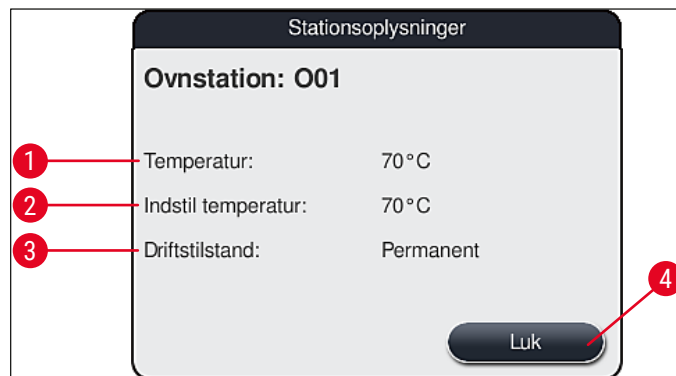 Stationsoplysninger
Ovnstation: O01
1 Temperatur: 70°C
2 Indstil temperatur: 70°C
3 Driftstilstand: Permanent
4
Luk